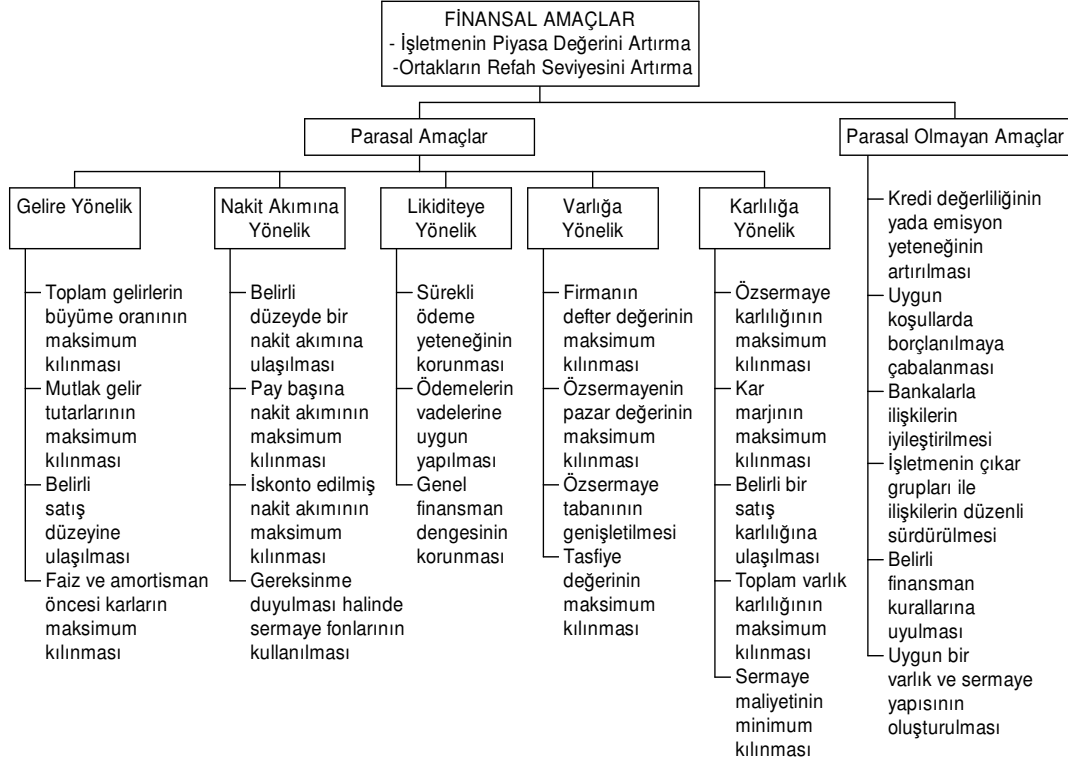 FİNANSAL AMAÇLAR
- İşletmenin Piyasa Değerini Artırma
-Ortakların Refah Seviyesini Artırma
Parasal Amaçlar
Parasal Olmayan Amaçlar
Gelire Yönelik
Toplam gelirlerin
büyüme oranının
maksimum
kılınması
Mutlak gelir
tutarlarının
maksimum
kılınması
Belirli
satış
düzeyine
ulaşılması
Faiz ve amortisman
öncesi karların
maksimum
kılınması
Nakit Akımına
Yönelik
Belirli
düzeyde bir
nakit akımına
ulaşılması
Pay başına
nakit akımının
maksimum
kılınması
İskonto edilmiş
nakit akımının
maksimum
kılınması
Gereksinme
duyulması halinde
sermaye fonlarının
kullanılması
Likiditeye
Yönelik
Sürekli
ödeme
yeteneğinin
korunması
Ödemelerin
vadelerine
uygun
yapılması
Genel
finansman
dengesinin
korunması
Varlığa
Yönelik
Firmanın
defter değerinin
maksimum
kılınması
Özsermayenin
pazar değerinin
maksimum
kılınması
Özsermaye
tabanının
genişletilmesi
Tasfiye
değerinin
maksimum
kılınması
Karlılığa
Yönelik
Özsermaye
karlılığının
maksimum
kılınması
Kar
marjının
maksimum
kılınması
Belirli bir
satış
karlılığına
ulaşılması
Toplam varlık
karlılığının
maksimum
kılınması
Sermaye
maliyetinin
minimum
kılınması
Kredi değerliliğinin
yada emisyon
yeteneğinin
artırılması
Uygun
koşullarda
borçlanılmaya
çabalanması
Bankalarla
ilişkilerin
iyileştirilmesi
İşletmenin çıkar
grupları ile
ilişkilerin düzenli
sürdürülmesi
Belirli
finansman
kurallarına
uyulması
Uygun bir
varlık ve sermaye
yapısının
oluşturulması